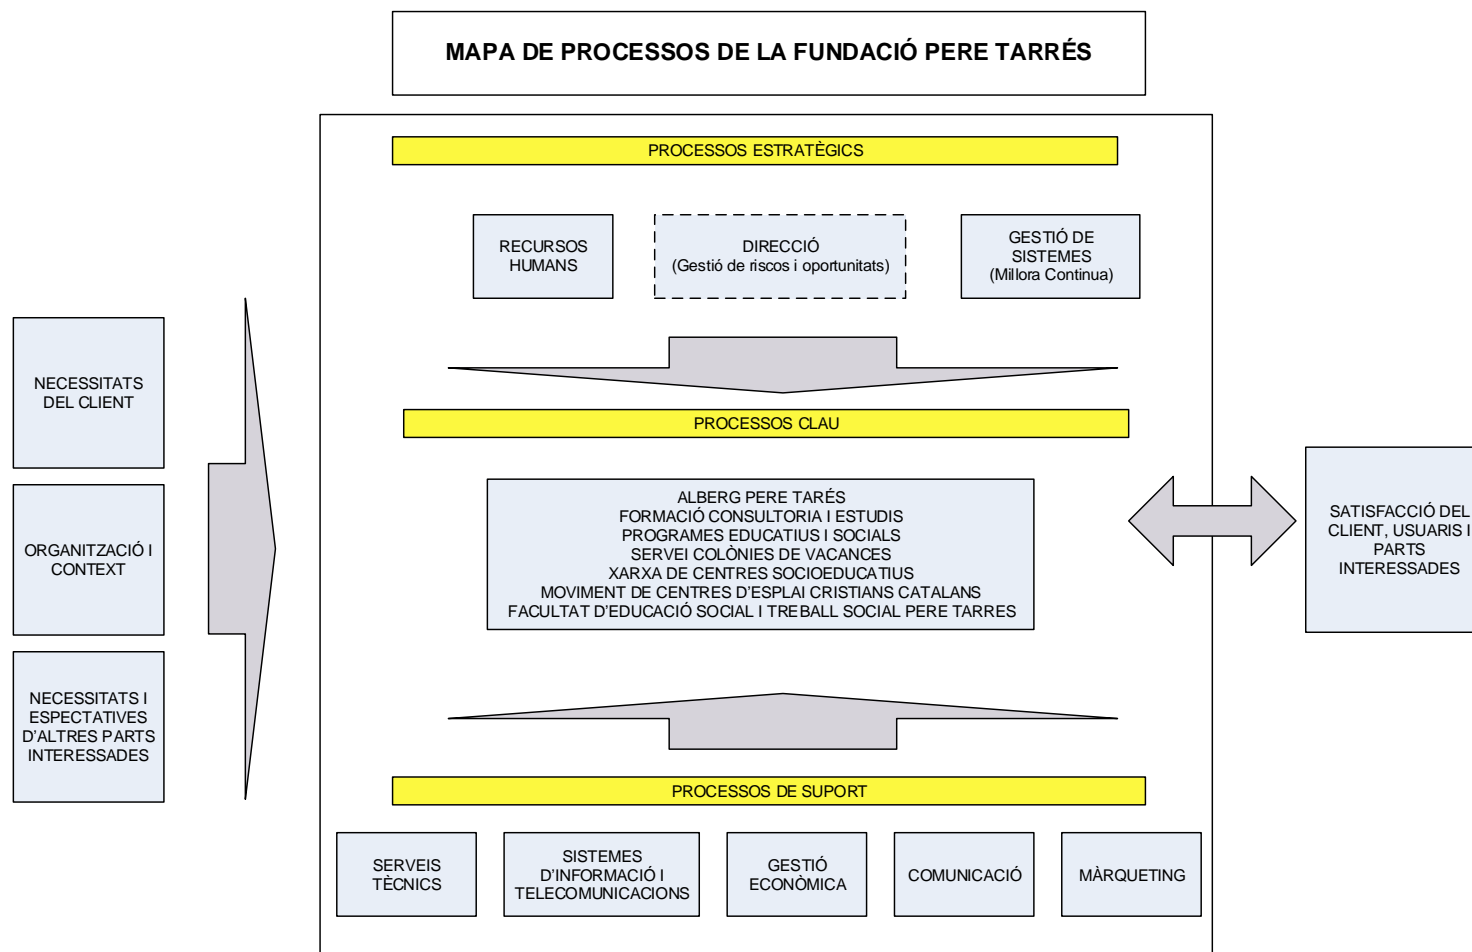 MAPA DE PROCESSOS DE LA FUNDACIÓ PERE TARRÉS
PROCESSOS ESTRATÈGICS
RECURSOS
HUMANS
DIRECCIÓ
(Gestió de riscos i oportunitats)
GESTIÓ DE
SISTEMES
(Millora Continua)
NECESSITATS
DEL CLIENT
ORGANITZACIÓ I
CONTEXT
NECESSITATS I
ESPECTATIVES
D'ALTRES PARTS
INTERESSADES
PROCESSOS CLAU
ALBERG PERE TARÉS
FORMACIÓ CONSULTORIA I ESTUDIS
PROGRAMES EDUCATIUS I SOCIALS
SERVEI COLÒNIES DE VACANCES
XARXA DE CENTRES SOCIOEDUCATIUS
MOVIMENT DE CENTRES D'ESPLAI CRISTIANS CATALANS
FACULTAT D'EDUCACIÓ SOCIAL I TREBALL SOCIAL PERE TARRES
SATISFACCIÓ DEL
CLIENT, USUARIS I
PARTS
INTERESSADES
PROCESSOS DE SUPORT
SERVEIS
TÈCNICS
SISTEMES
D'INFORMACIÓ I
TELECOMUNICACIONS
GESTIÓ
ECONÒMICA
COMUNICACIÓ
MÀRQUETING